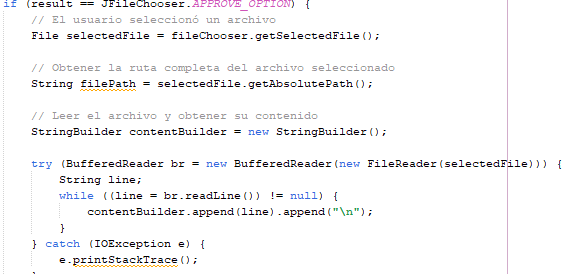 if (result == JFileChooser.APPROVE_OPTION) {
// El usuario seleccionó un archivo
File selectedFile = fileChooser.getSelectedFile();
// Obtener la ruta completa del archivo seleccionado
String filePath = selectedFile.getAbsolutePath();
// Leer el archivo y obtener su contenido
StringBuilder contentBuilder = new StringBuilder();
try (BufferedReader br = new BufferedReader(new FileReader(selectedFile))) {
String line;
while ((line = br.readLine()) != null) {
contentBuilder.append(line).append("\n");
}
} catch (IOException e) {
e.printStackTrace();